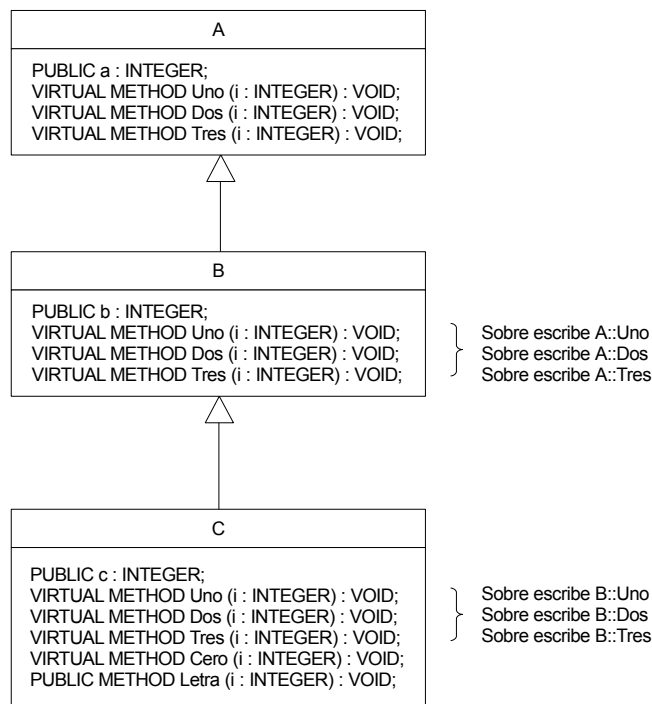 A
PUBLIC a : INTEGER;
VIRTUAL METHOD Uno (i : INTEGER) : VOID;
VIRTUAL METHOD Dos (i : INTEGER) : VOID;
VIRTUAL METHOD Tres (i : INTEGER) : VOID;
B
PUBLIC b : INTEGER;
VIRTUAL METHOD Uno (i : INTEGER) : VOID;
VIRTUAL METHOD Dos (i : INTEGER) : VOID;
VIRTUAL METHOD Tres (i : INTEGER) : VOID;
Sobre escribe A::Uno
Sobre escribe A::Dos
Sobre escribe A::Tres
C
PUBLIC c : INTEGER;
VIRTUAL METHOD Uno (i : INTEGER) : VOID;
VIRTUAL METHOD Dos (i : INTEGER) : VOID;
VIRTUAL METHOD Tres (i : INTEGER) : VOID;
VIRTUAL METHOD Cero (i : INTEGER) : VOID;
PUBLIC METHOD Letra (i : INTEGER) : VOID;
Sobre escribe B::Uno
Sobre escribe B::Dos
Sobre escribe B::Tres